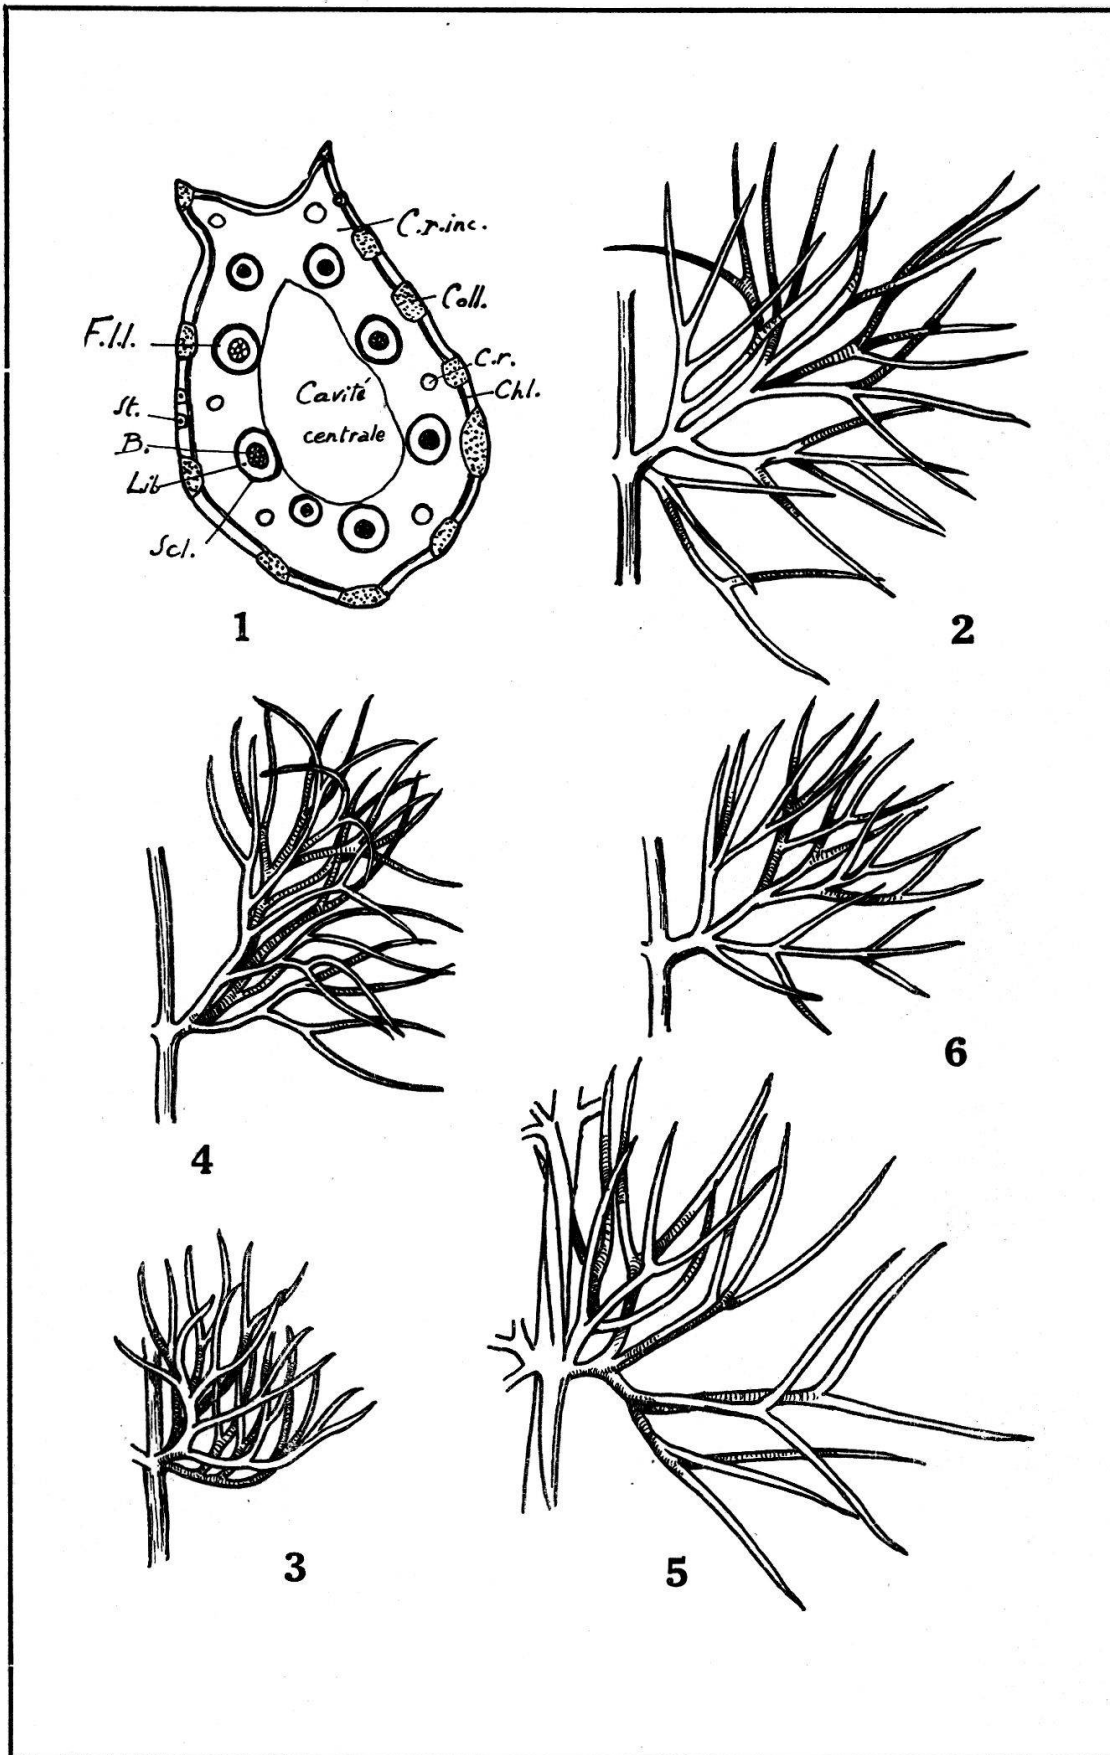 C.r.inc.
Coll.
F.l.l.
C.r.
Chl.
Cavité
centrale
St.
B.
Lib
Scl.
1
2
4
6
3
5